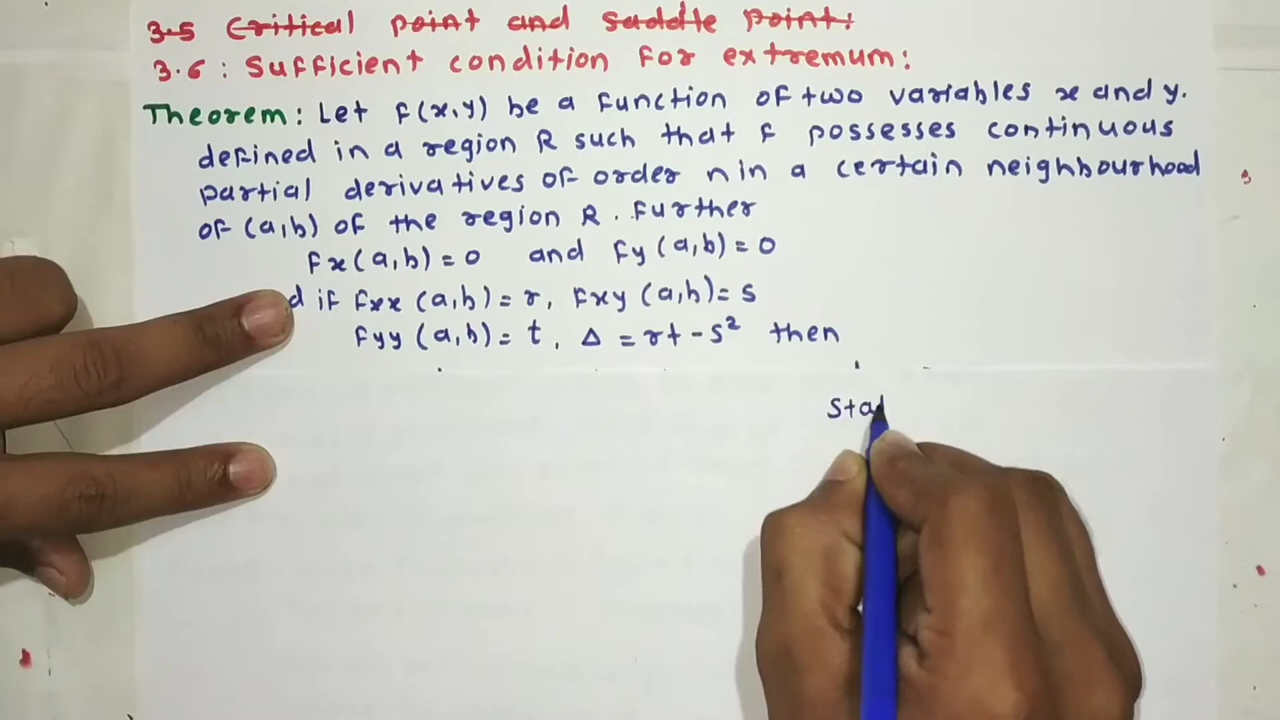 3.5 Critical point and saddle point:
3.6: Sufficient condition for extremum:
Theorem: Let f(x,y) be a function of two variables x and y.
defined in a region R such that f possesses continuous
partial derivatives of order n in a certain neighbourhood
of (a,b) of the region R. Further
fx(a,b)=0 and fy(a,b)=0
if fxx(a,b)=r, fxy(a,b)=s
fyy(a,b)=t, Δ=rt-s² then